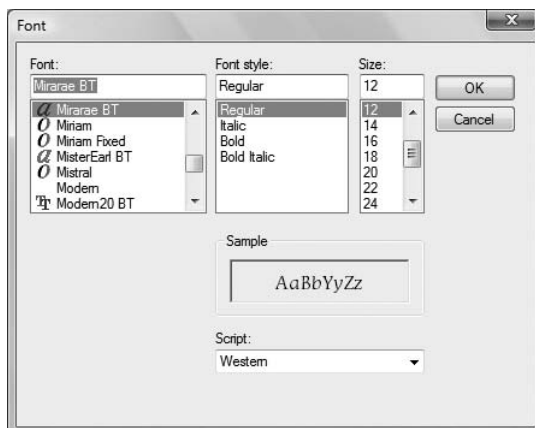 Font
Font: Font style: Size:
Mirarae BT Regular 12 OK
Mirarae BT Regular 12 Cancel
Miriam Italic 14
Miriam Fixed Bold 16
MisterEarl BT Bold Italic 18
Mistral 20
Modern 22
Modern20 BT 24
Sample
AaBbYyZz
Script:
Western